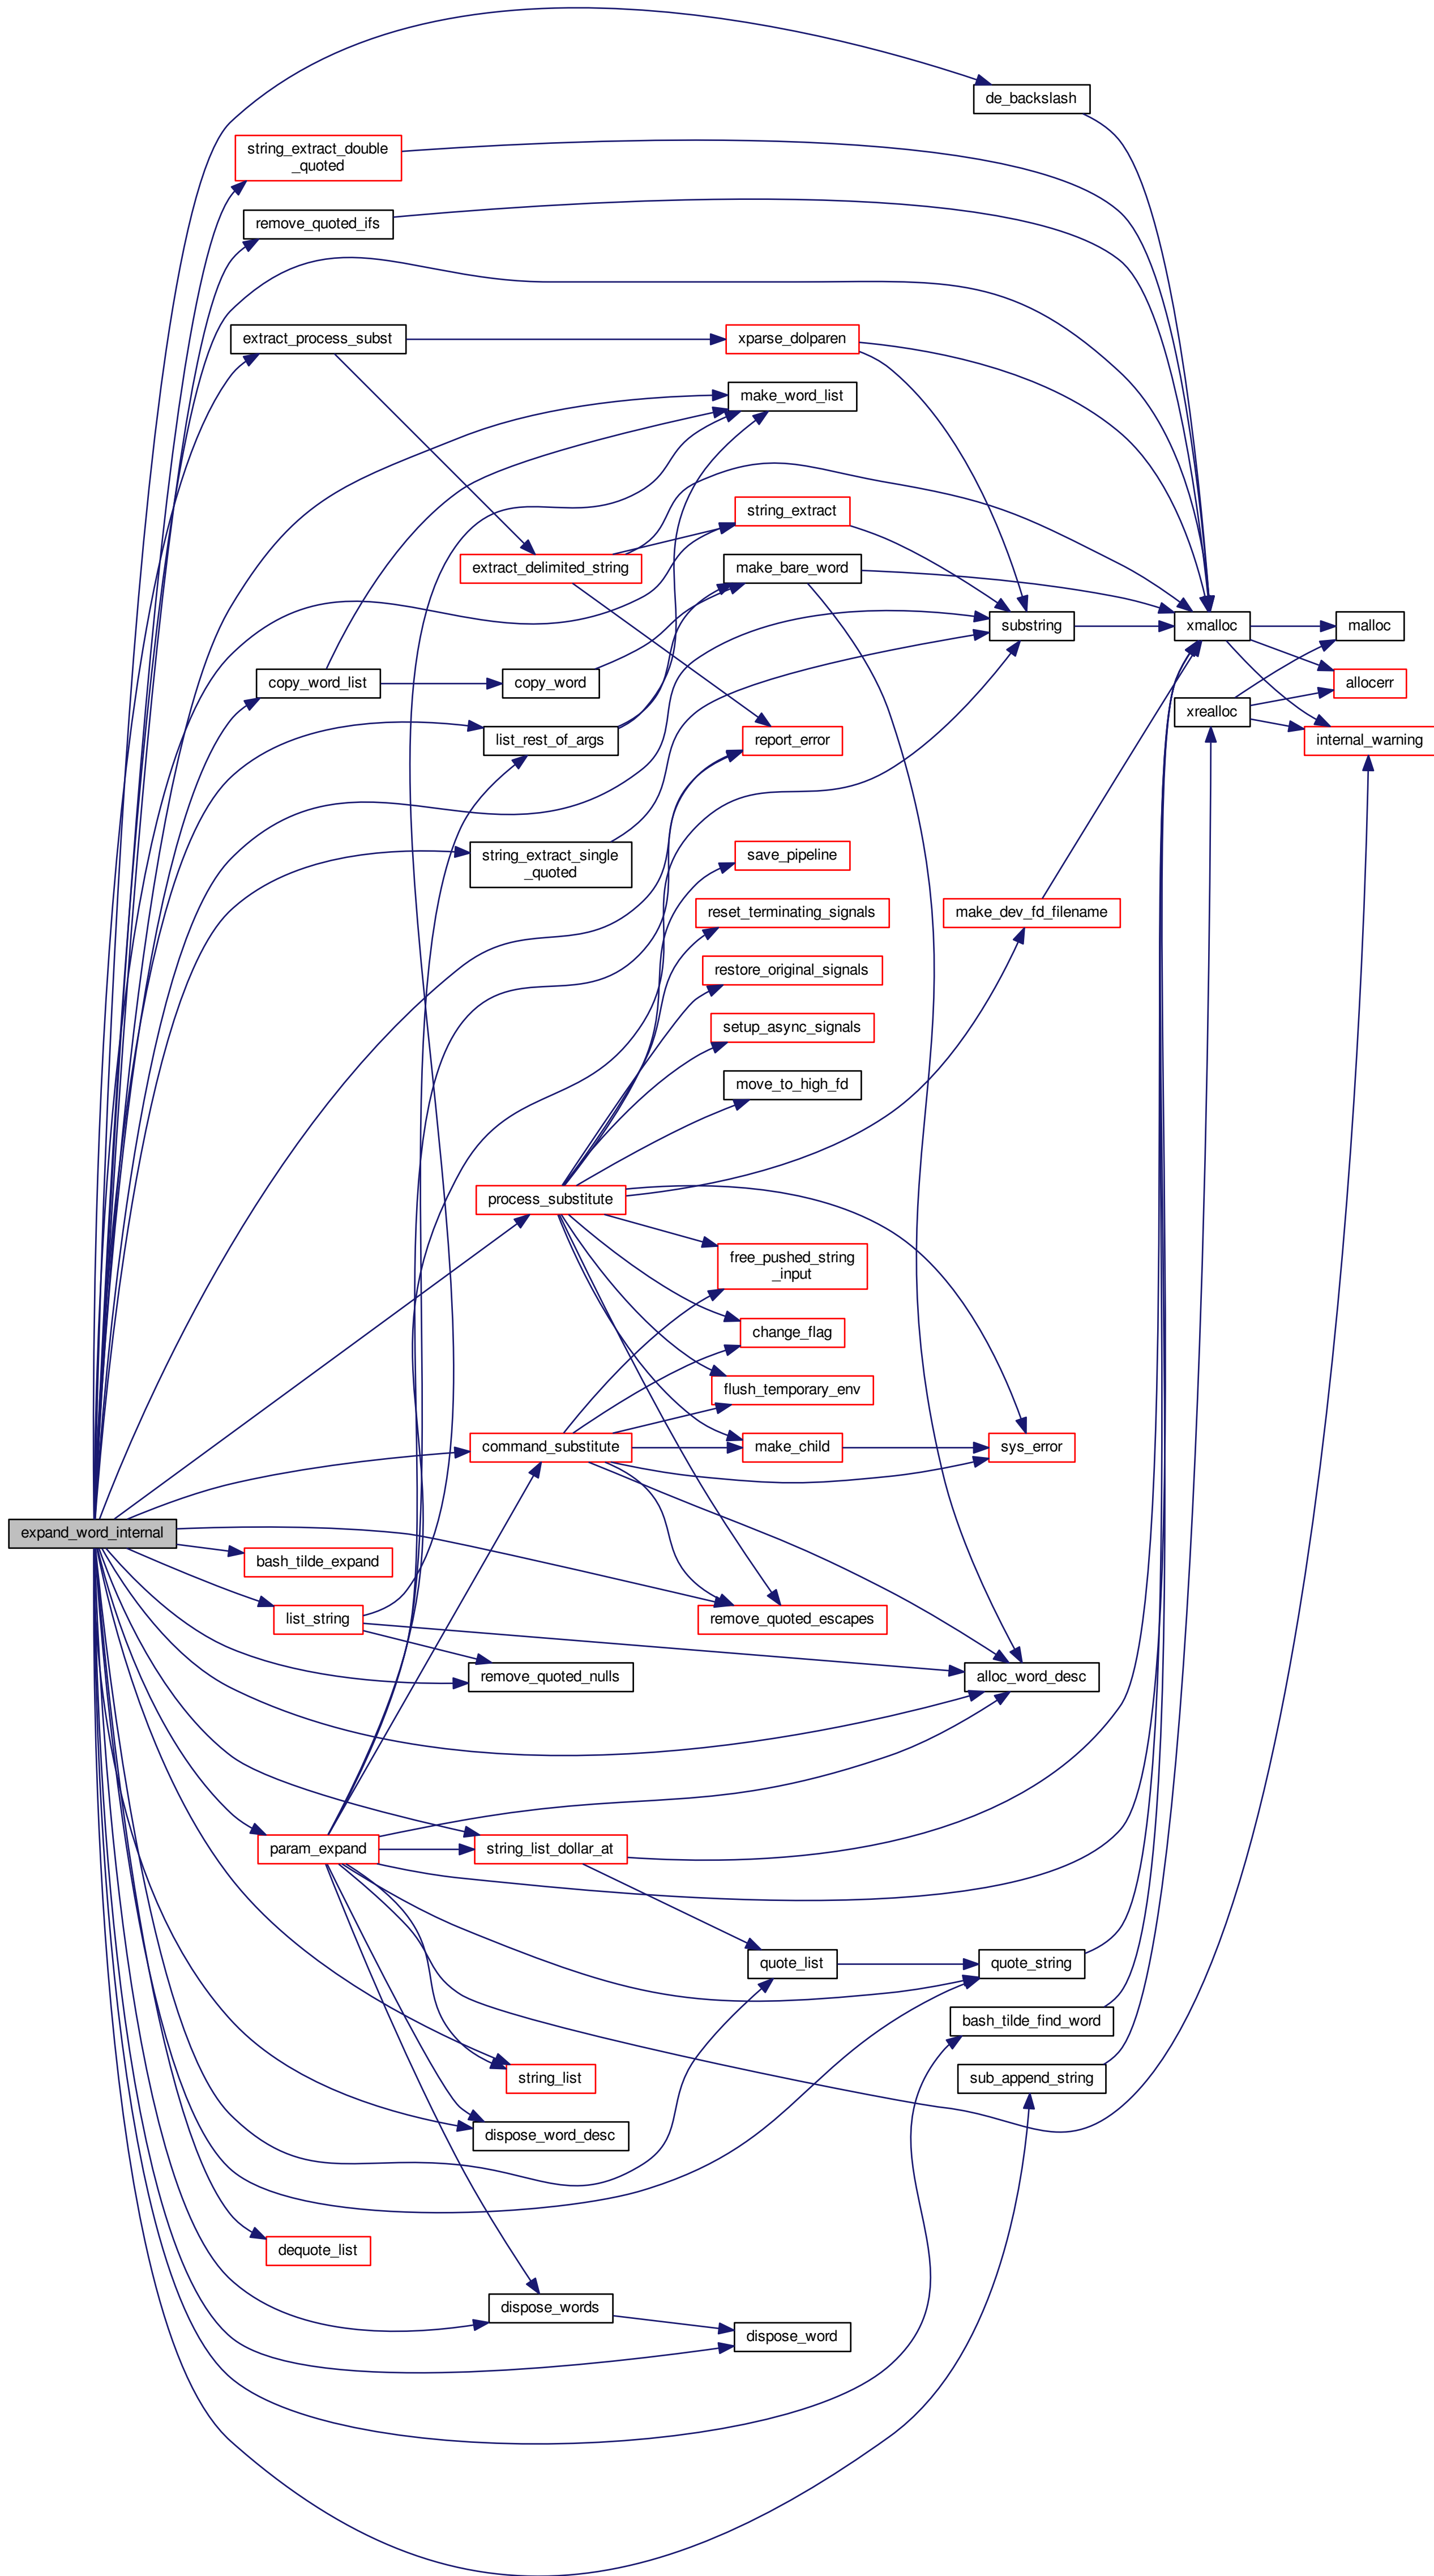 de_backslash
string_extract_double
_quoted
remove_quoted_ifs
extract_process_subst
xparse_dolparen
make_word_list
string_extract
extract_delimited_string
make_bare_word
substring
xmalloc
malloc
copy_word_list
copy_word
allocerr
xrealloc
list_rest_of_args
report_error
internal_warning
string_extract_single
_quoted
save_pipeline
reset_terminating_signals
make_dev_fd_filename
restore_original_signals
setup_async_signals
move_to_high_fd
process_substitute
free_pushed_string
_input
change_flag
flush_temporary_env
command_substitute
make_child
sys_error
expand_word_internal
bash_tilde_expand
list_string
remove_quoted_escapes
remove_quoted_nulls
alloc_word_desc
param_expand
string_list_dollar_at
quote_list
quote_string
bash_tilde_find_word
string_list
sub_append_string
dispose_word_desc
dequote_list
dispose_words
dispose_word